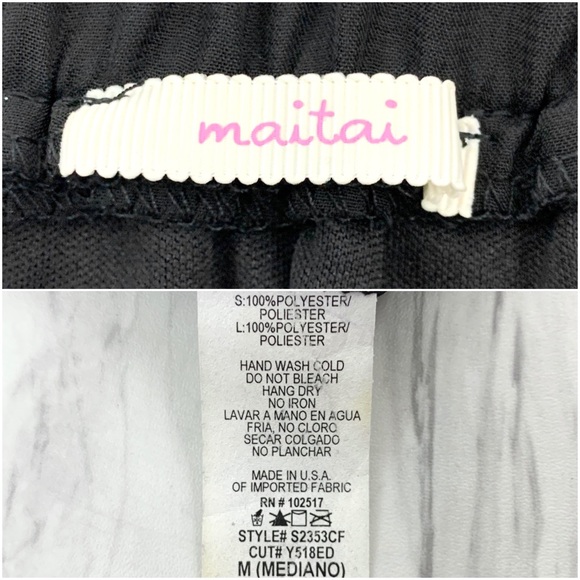 maitai
S:100%POLYESTER/
POLIESTER
L:100%POLYESTER/
POLIESTER
HAND WASH COLD
DO NOT BLEACH
HANG DRY
NO IRON
LAVAR A MANO EN AGUA
FRIA, NO CLORO
SECAR COLGADO
NO PLANCHAR
MADE IN U.S.A.
OF IMPORTED FABRIC
RN # 102517
STYLE# S2353CF
CUT# Y518ED
M (MEDIANO)